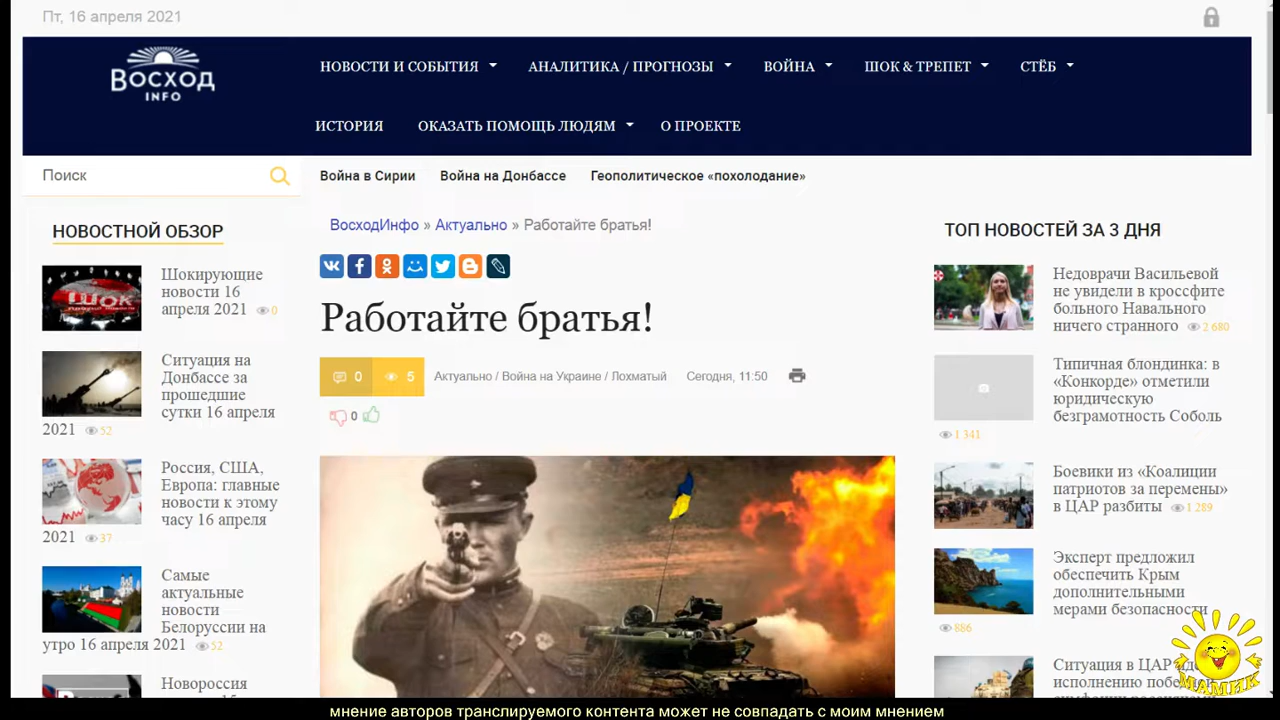 Пт, 16 апреля 2021
ВОСХОД
INFO
НОВОСТИ И СОБЫТИЯ
АНАЛИТИКА / ПРОГНОЗЫ
ВОЙНА
ШОК & ТРЕПЕТ
СТЁБ
ИСТОРИЯ
ОКАЗАТЬ ПОМОЩЬ ЛЮДЯМ
О ПРОЕКТЕ
Поиск
Война в Сирии
Война на Донбассе
Геополитическое «похолодание»
НОВОСТНОЙ ОБЗОР
ШОК
Шокирующие
новости 16
апреля 2021 0
Ситуация на
Донбассе за
прошедшие
сутки 16 апреля
2021 52
Россия, США,
Европа: главные
новости к этому
часу 16 апреля
2021 37
Самые
актуальные
новости
Белоруссии на
утро 16 апреля 2021 52
Новороссия
ВосходИнфо » Актуально » Работайте братья!
Работайте братья!
0 5 Актуально / Война на Украине / Лохматый Сегодня, 11:50
0
ТОП НОВОСТЕЙ ЗА 3 ДНЯ
Недоврачи Васильевой
не увидели в кроссфите
больного Навального
ничего странного 2 680
Типичная блондинка: в
«Конкорде» отметили
юридическую
безграмотность Соболь
1 341
Боевики из «Коалиции
патриотов за перемены»
в ЦАР разбиты 1 289
Эксперт предложил
обеспечить Крым
дополнительными
мерами безопасности
886
Ситуация в ЦАР
исполнению
МАМИК
мнение авторов транслируемого контента может не совпадать с моим мнением